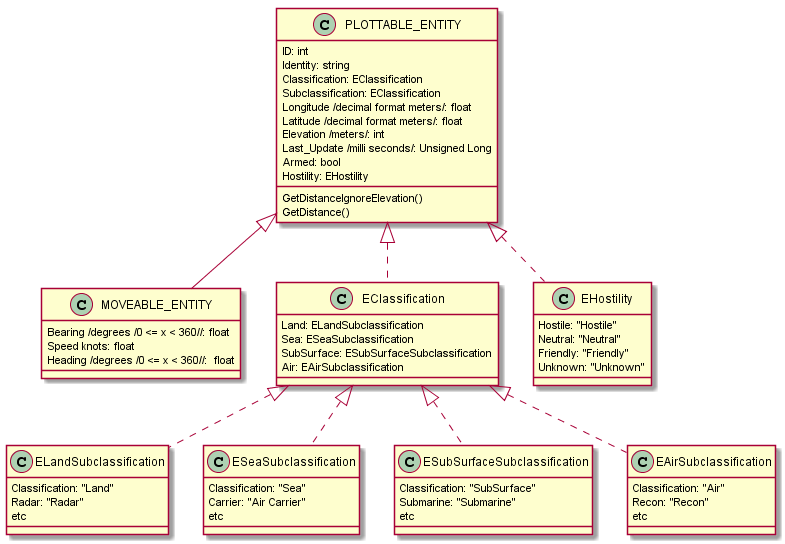 C PLOTTABLE_ENTITY
ID: int
Identity: string
Classification: EClassification
Subclassification: EClassification
Longitude /decimal format meters/: float
Latitude /decimal format meters/: float
Elevation /meters/: int
Last_Update /milli seconds/: Unsigned Long
Armed: bool
Hostility: EHostility
GetDistanceIgnoreElevation()
GetDistance()
C MOVEABLE_ENTITY
Bearing /degrees /0 <= x < 360//: float
Speed knots: float
Heading /degrees /0 <= x < 360//: float
C EClassification
Land: ELandSubclassification
Sea: ESeaSubclassification
SubSurface: ESubSurfaceSubclassification
Air: EAirSubclassification
C EHostility
Hostile: "Hostile"
Neutral: "Neutral"
Friendly: "Friendly"
Unknown: "Unknown"
C ELandSubclassification
Classification: "Land"
Radar: "Radar"
etc
C ESeaSubclassification
Classification: "Sea"
Carrier: "Air Carrier"
etc
C ESubSurfaceSubclassification
Classification: "SubSurface"
Submarine: "Submarine"
etc
C EAirSubclassification
Classification: "Air"
Recon: "Recon"
etc